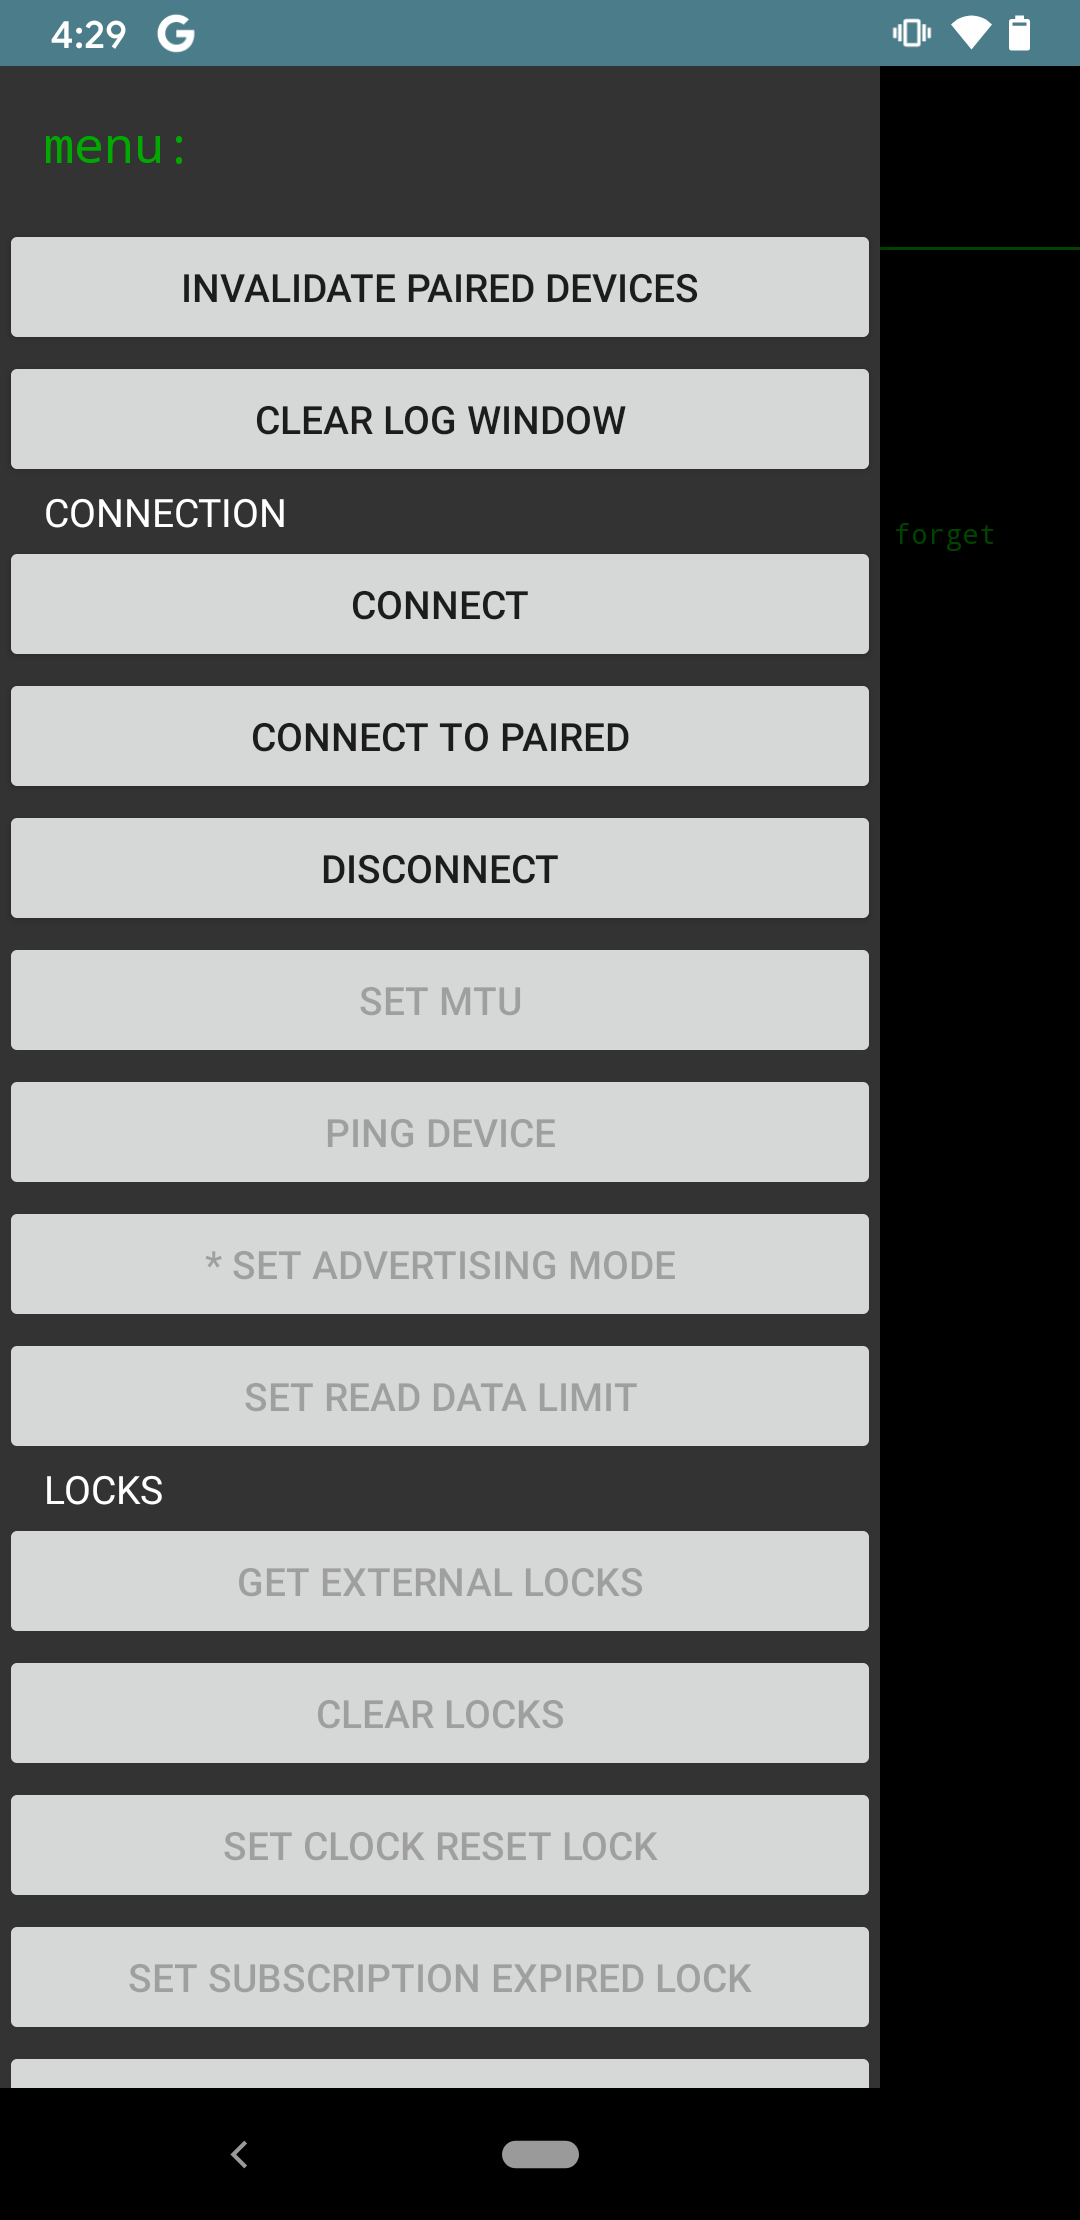 4:29
menu:
INVALIDATE PAIRED DEVICES
CLEAR LOG WINDOW
CONNECTION
forget
CONNECT
CONNECT TO PAIRED
DISCONNECT
SET MTU
PING DEVICE
* SET ADVERTISING MODE
SET READ DATA LIMIT
LOCKS
GET EXTERNAL LOCKS
CLEAR LOCKS
SET CLOCK RESET LOCK
SET SUBSCRIPTION EXPIRED LOCK